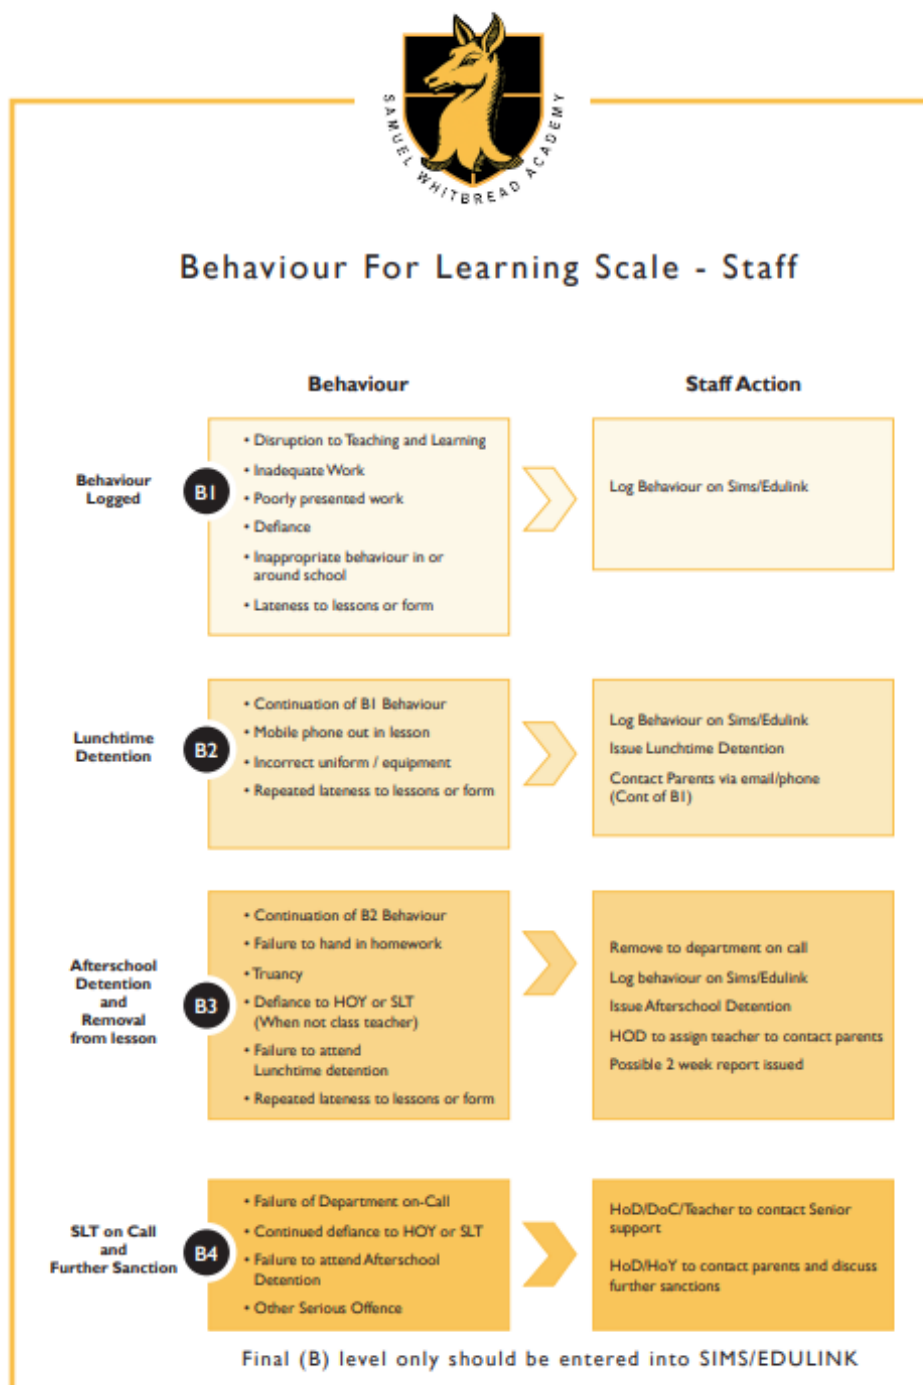 SAMUEL WHITBREAD ACADEMY
Behaviour For Learning Scale - Staff
Behaviour
Staff Action
Behaviour
Logged
B1
• Disruption to Teaching and Learning
• Inadequate Work
• Poorly presented work
• Defiance
• Inappropriate behaviour in or
around school
• Lateness to lessons or form
Log Behaviour on Sims/Edulink
Lunchtime
Detention
B2
• Continuation of B1 Behaviour
• Mobile phone out in lesson
• Incorrect uniform / equipment
• Repeated lateness to lessons or form
Log Behaviour on Sims/Edulink
Issue Lunchtime Detention
Contact Parents via email/phone
(Cont of B1)
Afterschool
Detention
and
Removal
from lesson
B3
• Continuation of B2 Behaviour
• Failure to hand in homework
• Truancy
• Defiance to HOY or SLT
(When not class teacher)
• Failure to attend
Lunchtime detention
• Repeated lateness to lessons or form
Remove to department on call
Log behaviour on Sims/Edulink
Issue Afterschool Detention
HOD to assign teacher to contact parents
Possible 2 week report issued
SLT on Call
and
Further Sanction
B4
• Failure of Department on-Call
• Continued defiance to HOY or SLT
• Failure to attend Afterschool
Detention
• Other Serious Offence
HoD/DoC/Teacher to contact Senior
support
HoD/HoY to contact parents and discuss
further sanctions
Final (B) level only should be entered into SIMS/EDULINK